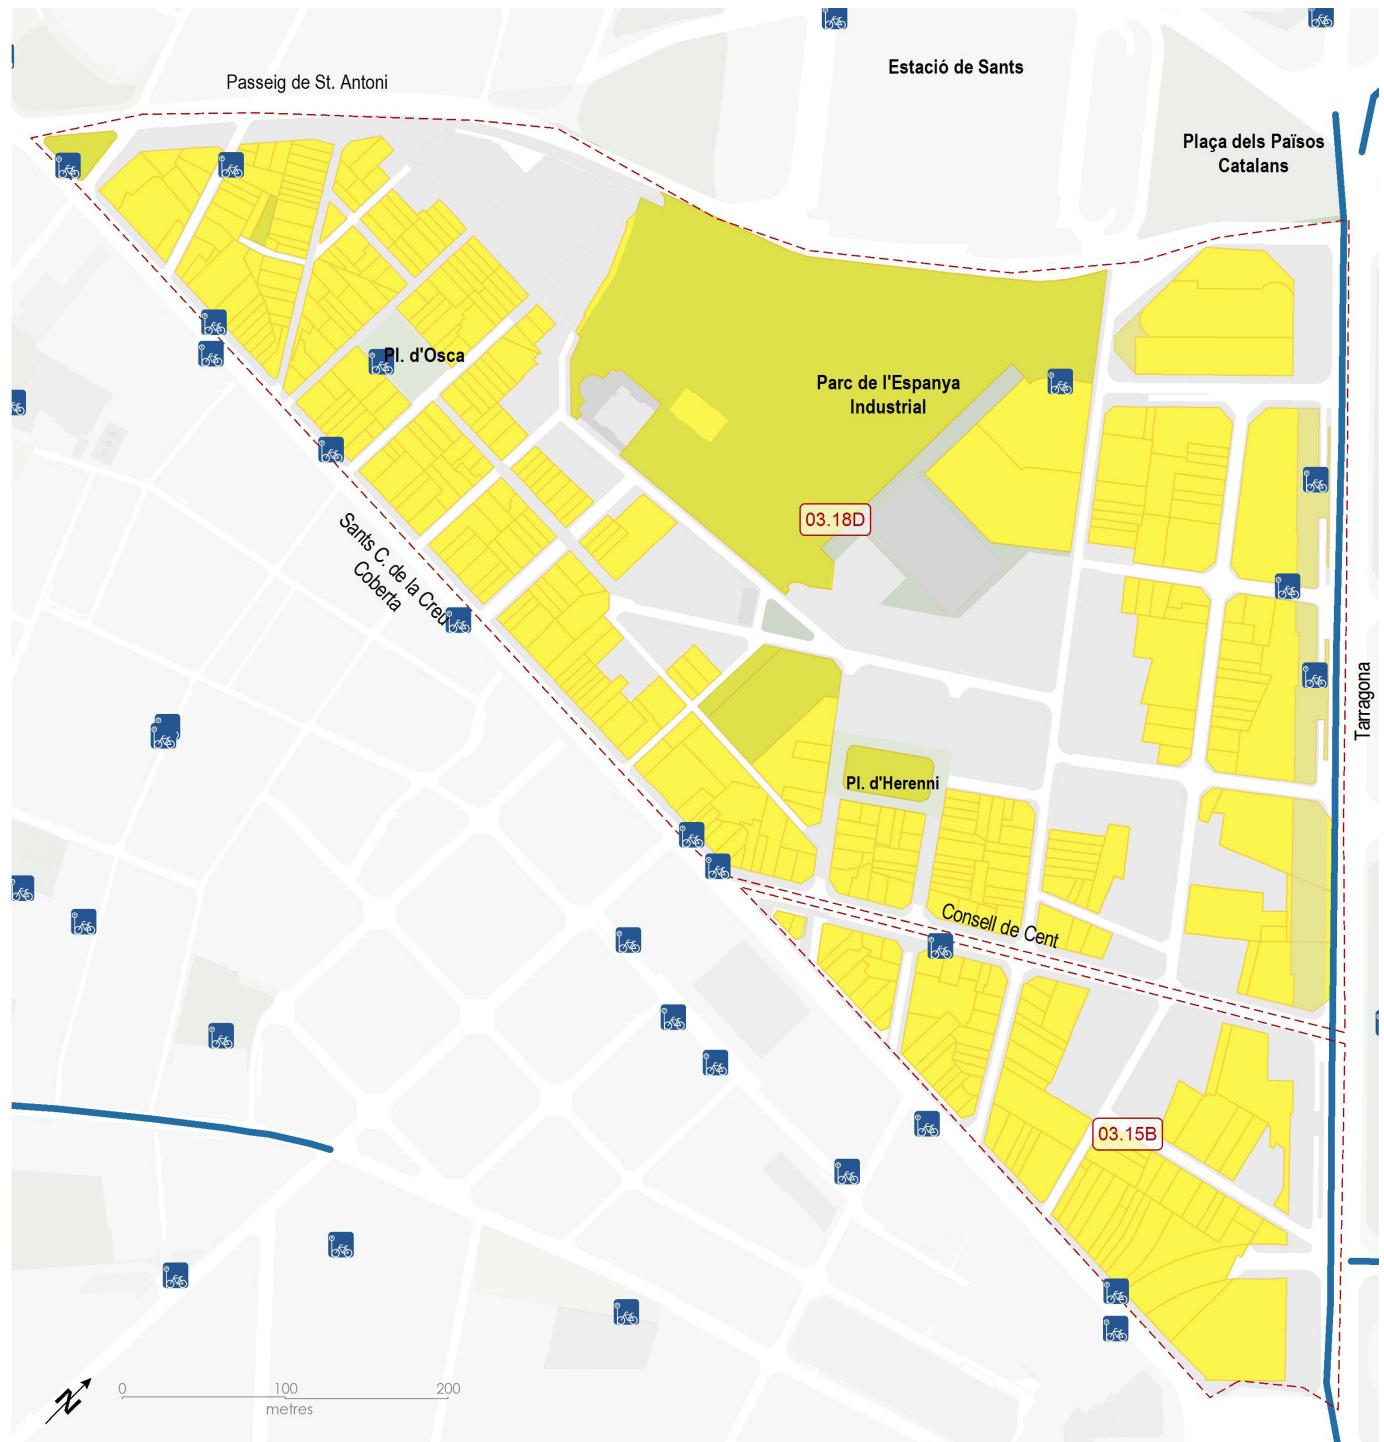 Estació de Sants
Passeig de St. Antoni
Plaça dels Països
Catalans
Pl. d'Osca
Parc de l'Espanya
Industrial
03.18D
Sants C. de la Creu
Coberta
Tarragona
Pl. d'Herenni
Consell de Cent
03.15B
N
0 100 200
metres